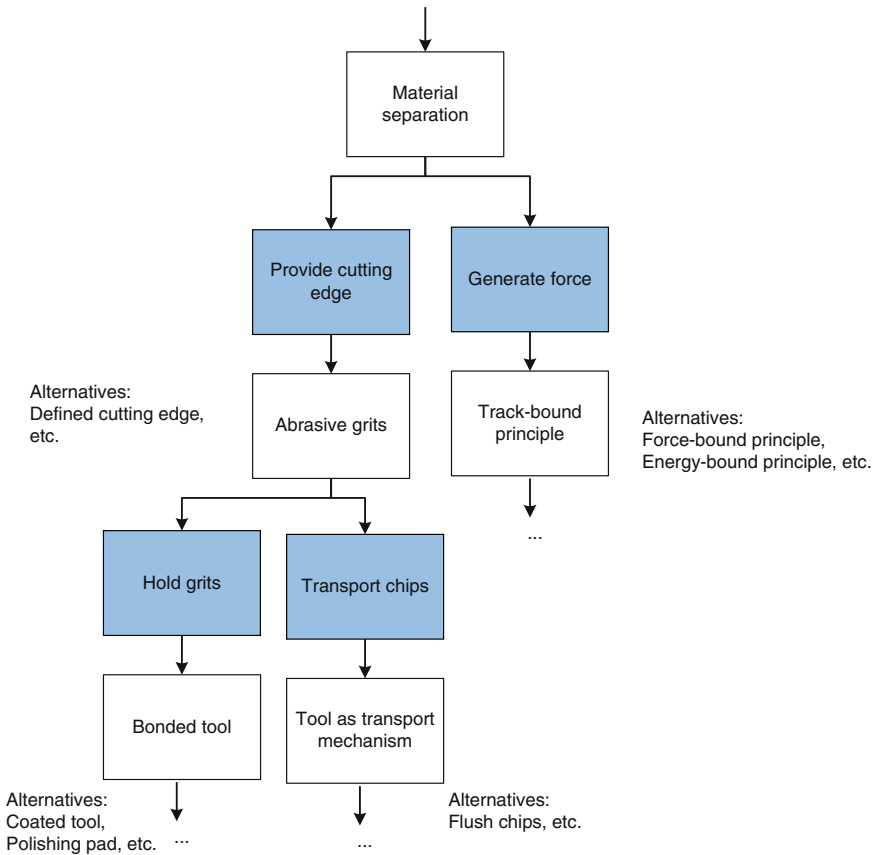 Material
separation
Provide cutting
edge
Generate force
Alternatives:
Defined cutting edge,
etc.
Abrasive grits
Track-bound
principle
Alternatives:
Force-bound principle,
Energy-bound principle, etc.
...
Hold grits
Transport chips
Bonded tool
Tool as transport
mechanism
Alternatives:
Coated tool,
Polishing pad, etc.
...
...
Alternatives:
Flush chips, etc.